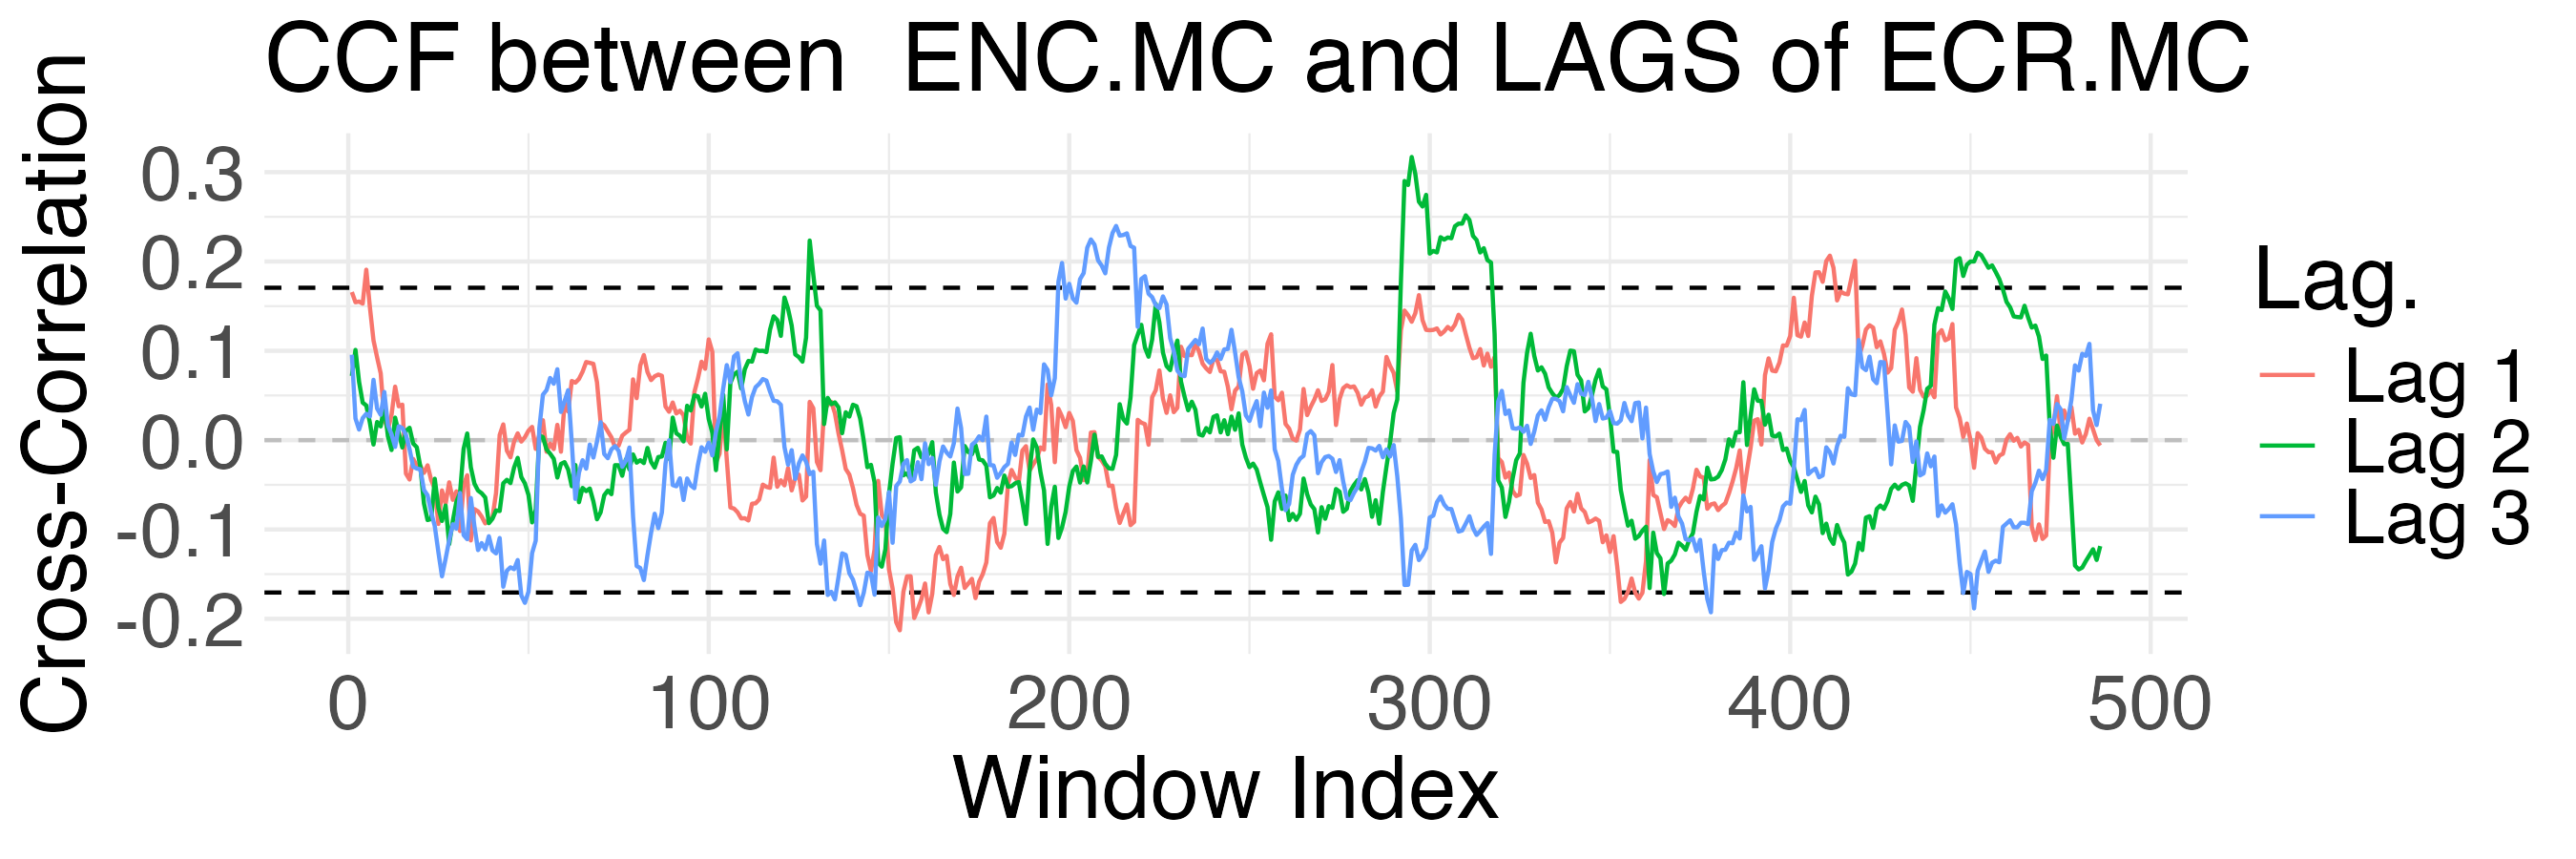 CCF between  ENC.MC and LAGS of ECR.MC
Cross-Correlation
0.3
0.2
0.1
0.0
-0.1
-0.2
0 100 200 300 400 500
Window Index
Lag.
Lag 1
Lag 2
Lag 3